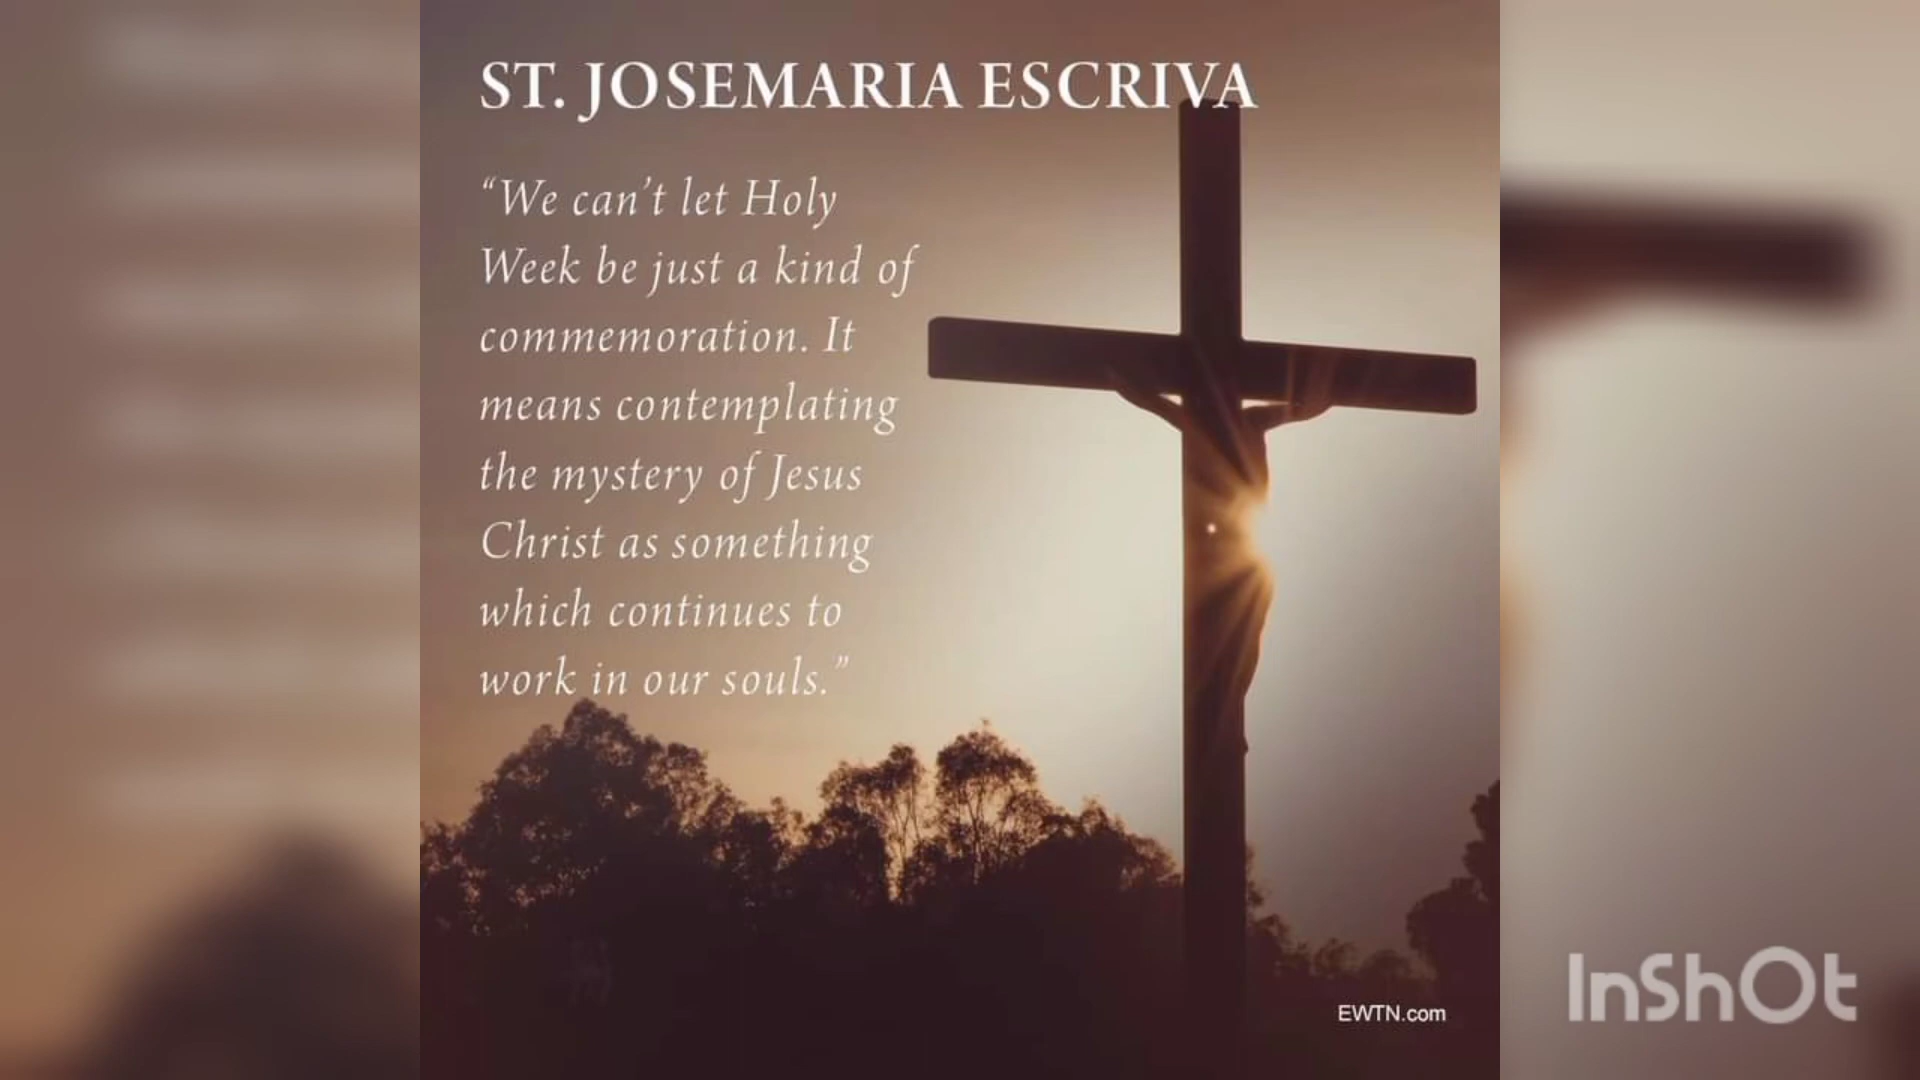 ST. JOSEMARIA ESCRIVA
“We can’t let Holy
Week be just a kind of
commemoration. It
means contemplating
the mystery of Jesus
Christ as something
which continues to
work in our souls.”
EWTN.com
InShOt